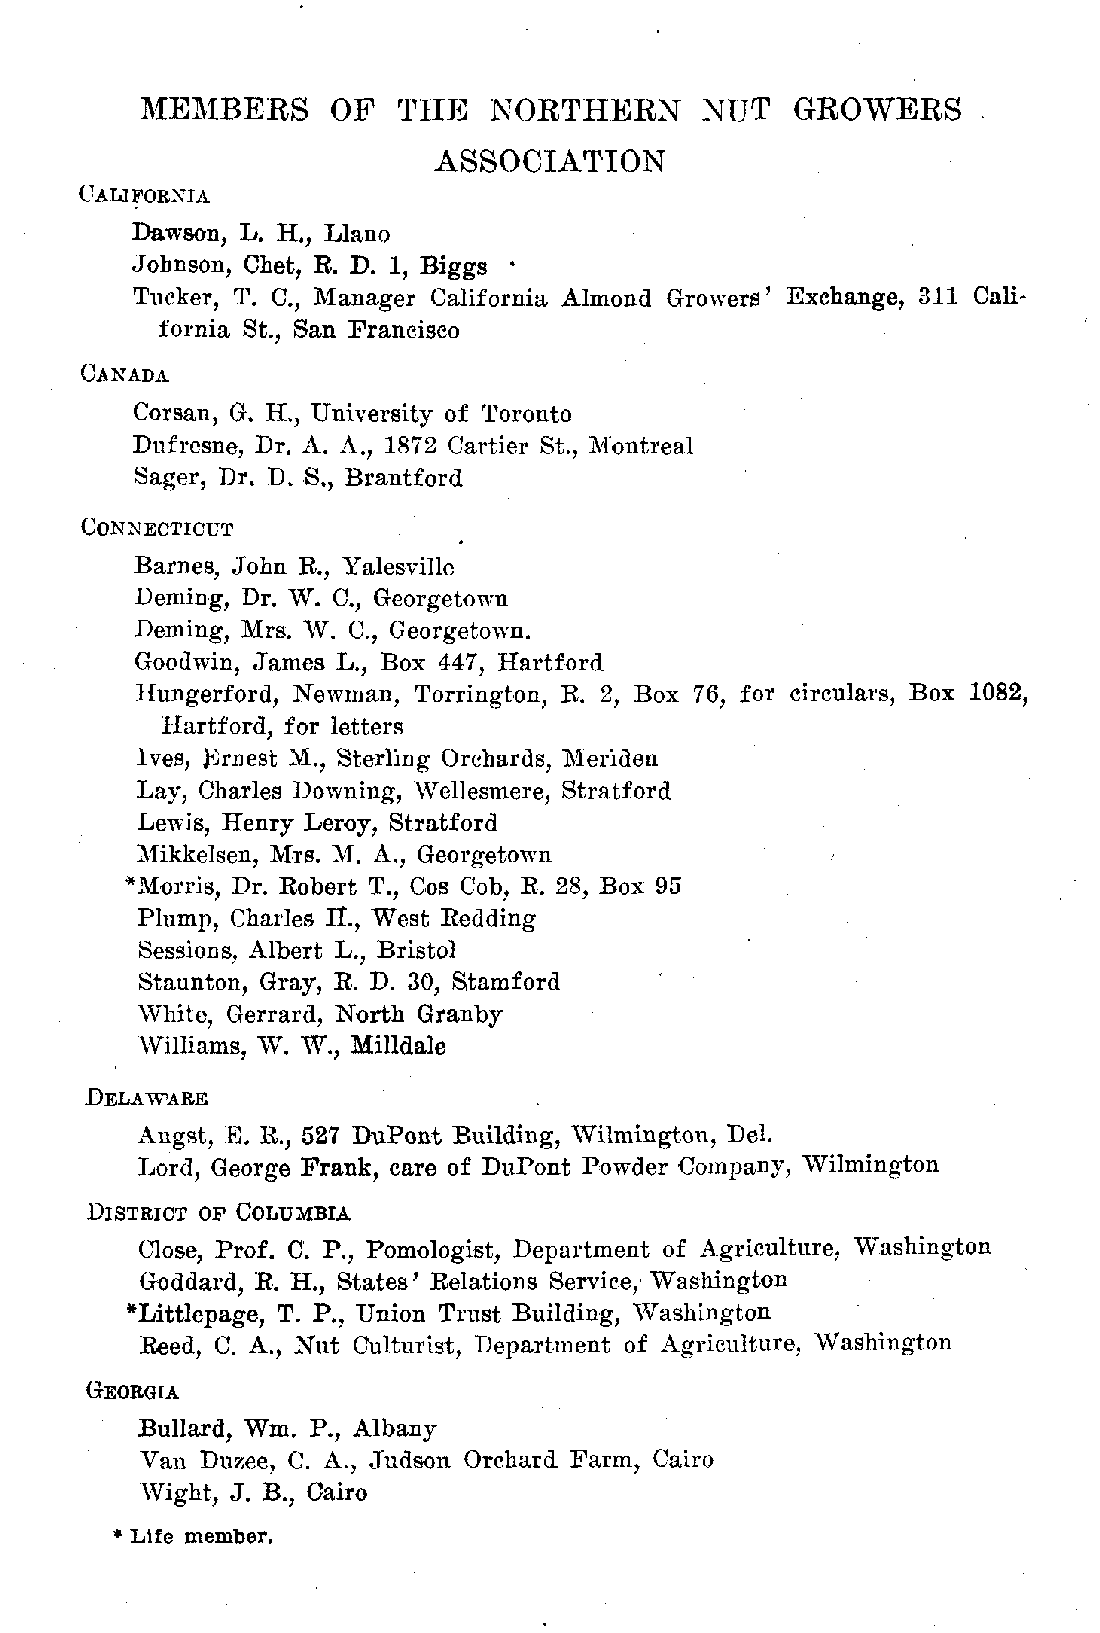 MEMBERS OF THE NORTHERN NUT GROWERS
ASSOCIATION
CALIFORNIA
Dawson, L. H., Llano
Johnson, Chet, R. D. 1, Biggs
Tucker, T. C., Manager California Almond Growers' Exchange, 311 Cali-
fornia St., San Francisco
CANADA
Corsan, G. H., University of Toronto
Dufresne, Dr. A. A., 1872 Cartier St., Montreal
Sager, Dr. D. S., Brantford
CONNECTICUT
Barnes, John R., Yalesville
Deming, Dr. W. C., Georgetown
Deming, Mrs. W. C., Georgetown.
Goodwin, James L., Box 447, Hartford
Hungerford, Newman, Torrington, R. 2, Box 76, for circulars, Box 1082,
Hartford, for letters
Ives, Ernest M., Sterling Orchards, Meriden
Lay, Charles Downing, Wellesmere, Stratford
Lewis, Henry Leroy, Stratford
Mikkelsen, Mrs. M. A., Georgetown
*Morris, Dr. Robert T., Cos Cob, R. 28, Box 95
Plump, Charles H., West Redding
Sessions, Albert L., Bristol
Staunton, Gray, R. D. 30, Stamford
White, Gerrard, North Granby
Williams, W. W., Milldale
DELAWARE
Augst, E. R., 527 DuPont Building, Wilmington, Del.
Lord, George Frank, care of DuPont Powder Company, Wilmington
DISTRICT OF COLUMBIA
Close, Prof. C. P., Pomologist, Department of Agriculture, Washington
Goddard, R. H., States' Relations Service, Washington
*Littlepage, T. P., Union Trust Building, Washington
Reed, C. A., Nut Culturist, Department of Agriculture, Washington
GEORGIA
Bullard, Wm. P., Albany
Van Duzee, C. A., Judson Orchard Farm, Cairo
Wight, J. B., Cairo
* Life member.